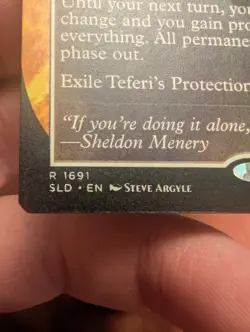 Until your next turn, you
change and you gain pro
everything. All permane
phase out.
Exile Teferi's Protection
"If you're doing it alone,
—Sheldon Menery
R 1691
SLD • EN STEVE ARGYLE